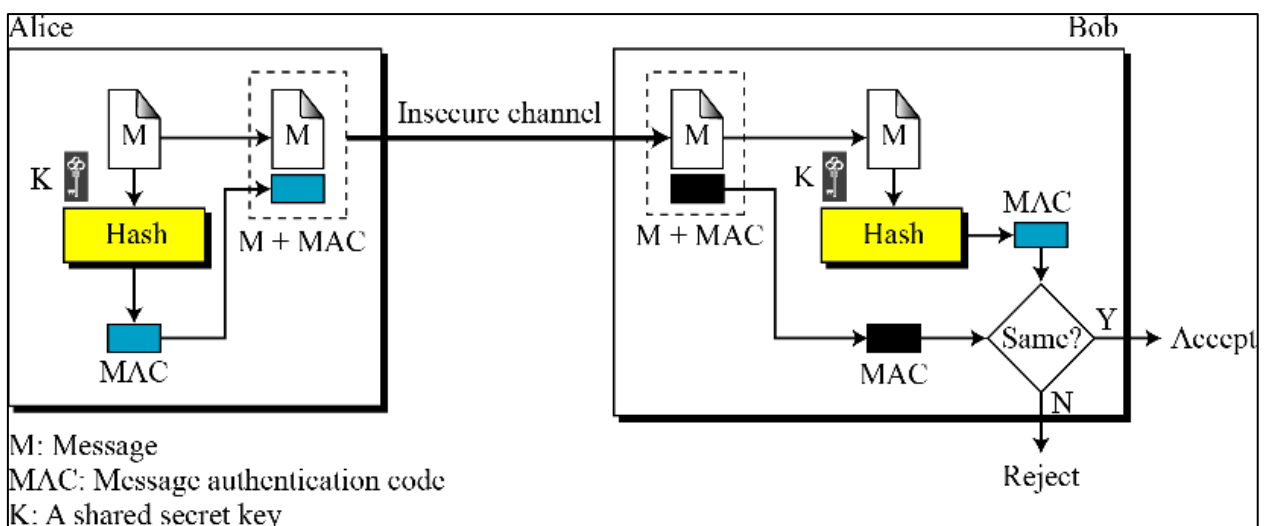 Alice
Bob
M
M
Insecure channel
M
M
K
K
Hash
M + MAC
M + MAC
Hash
MAC
MAC
MAC
Same?
Y
Accept
N
Reject
M: Message
MAC: Message authentication code
K: A shared secret key